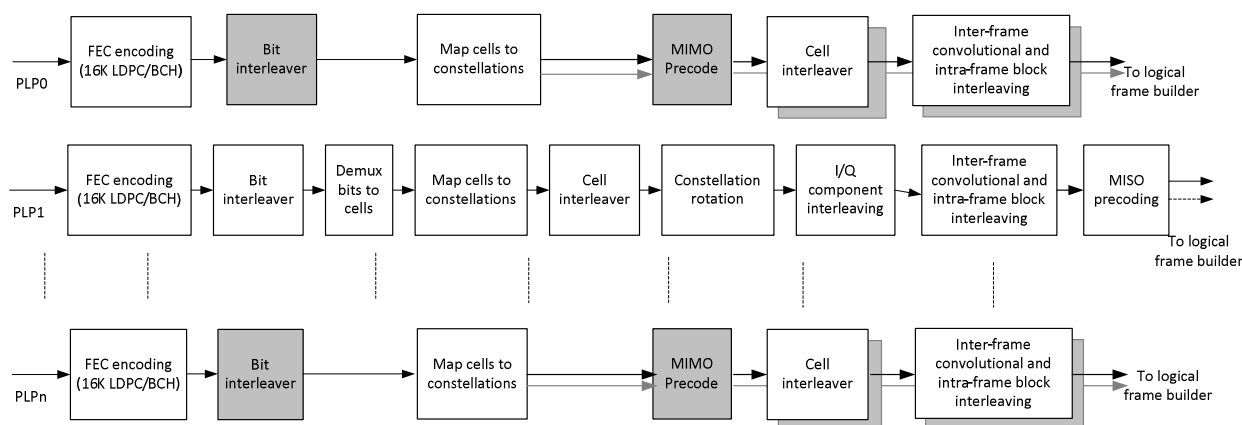 PLP0
FEC encoding
(16K LDPC/BCH)
Bit
interleaver
Map cells to
constellations
MIMO
Precode
Cell
interleaver
Inter-frame
convolutional and
intra-frame block
interleaving
To logical
frame builder
PLP1
FEC encoding
(16K LDPC/BCH)
Bit
interleaver
Demux
bits to
cells
Map cells to
constellations
Cell
interleaver
Constellation
rotation
I/Q
component
interleaving
Inter-frame
convolutional and
intra-frame block
interleaving
MISO
precoding
To logical
frame builder
PLPn
FEC encoding
(16K LDPC/BCH)
Bit
interleaver
Map cells to
constellations
MIMO
Precode
Cell
interleaver
Inter-frame
convolutional and
intra-frame block
interleaving
To logical
frame builder